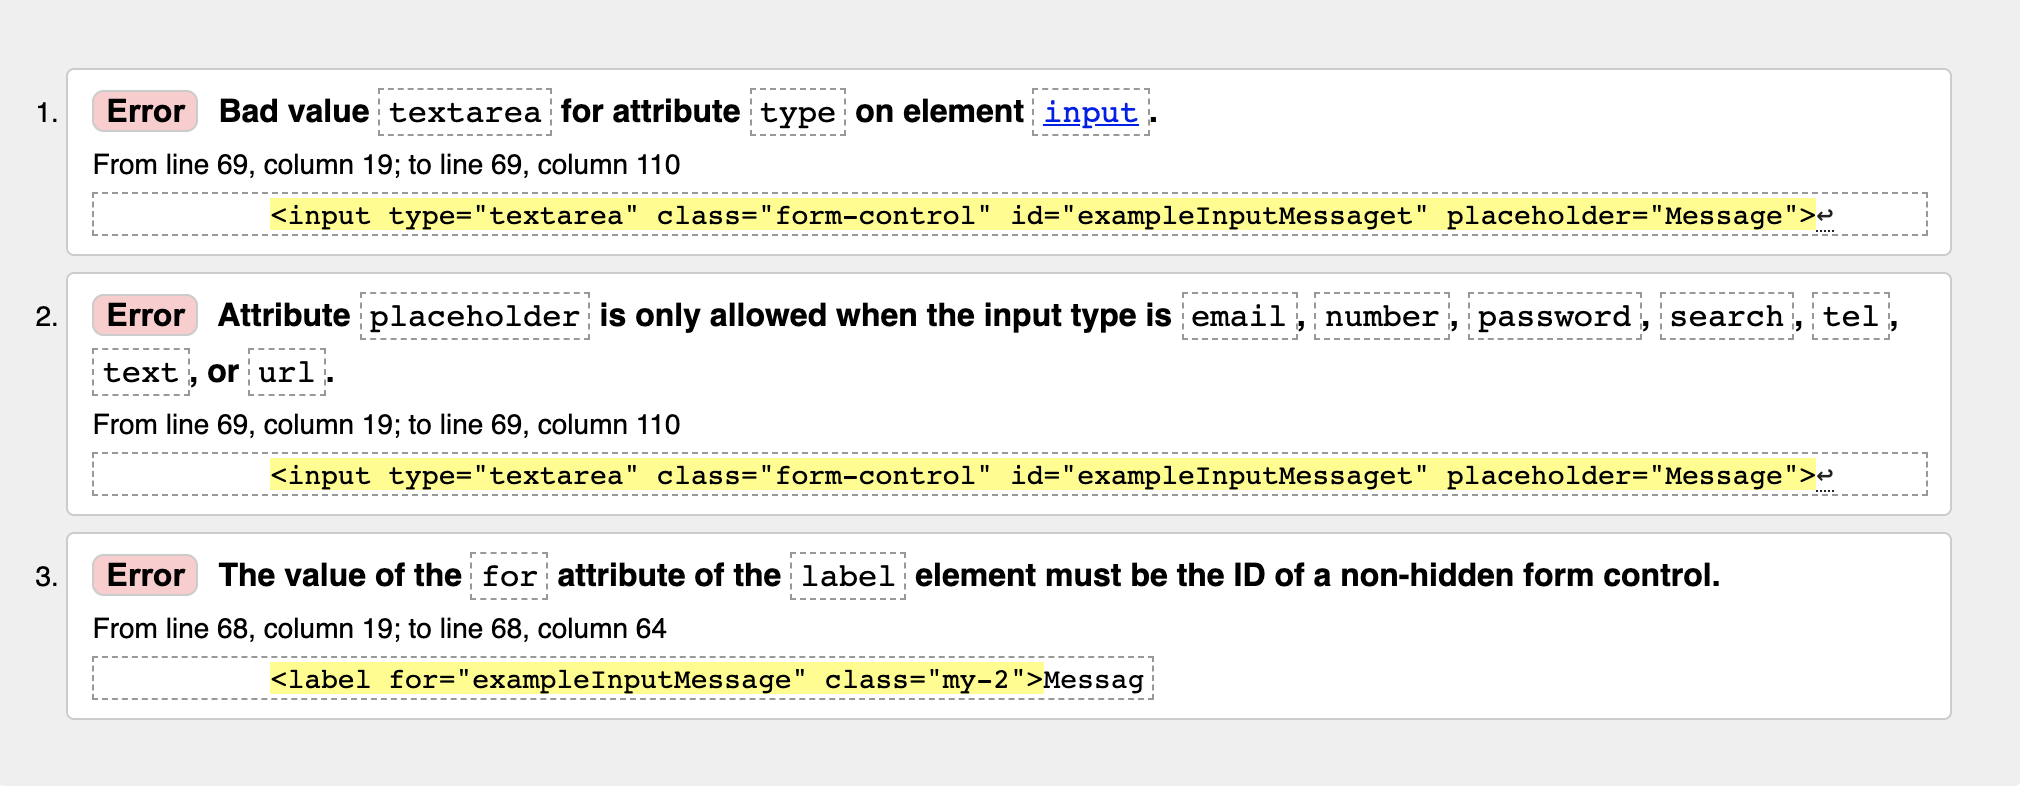 1. Error Bad value textarea for attribute type on element input.
From line 69, column 19; to line 69, column 110
<input type="textarea" class="form-control" id="exampleInputMessaget" placeholder="Message">↩
2. Error Attribute placeholder is only allowed when the input type is email, number, password, search, tel,
text, or url.
From line 69, column 19; to line 69, column 110
<input type="textarea" class="form-control" id="exampleInputMessaget" placeholder="Message">↩
3. Error The value of the for attribute of the label element must be the ID of a non-hidden form control.
From line 68, column 19; to line 68, column 64
<label for="exampleInputMessage" class="my-2">Messag